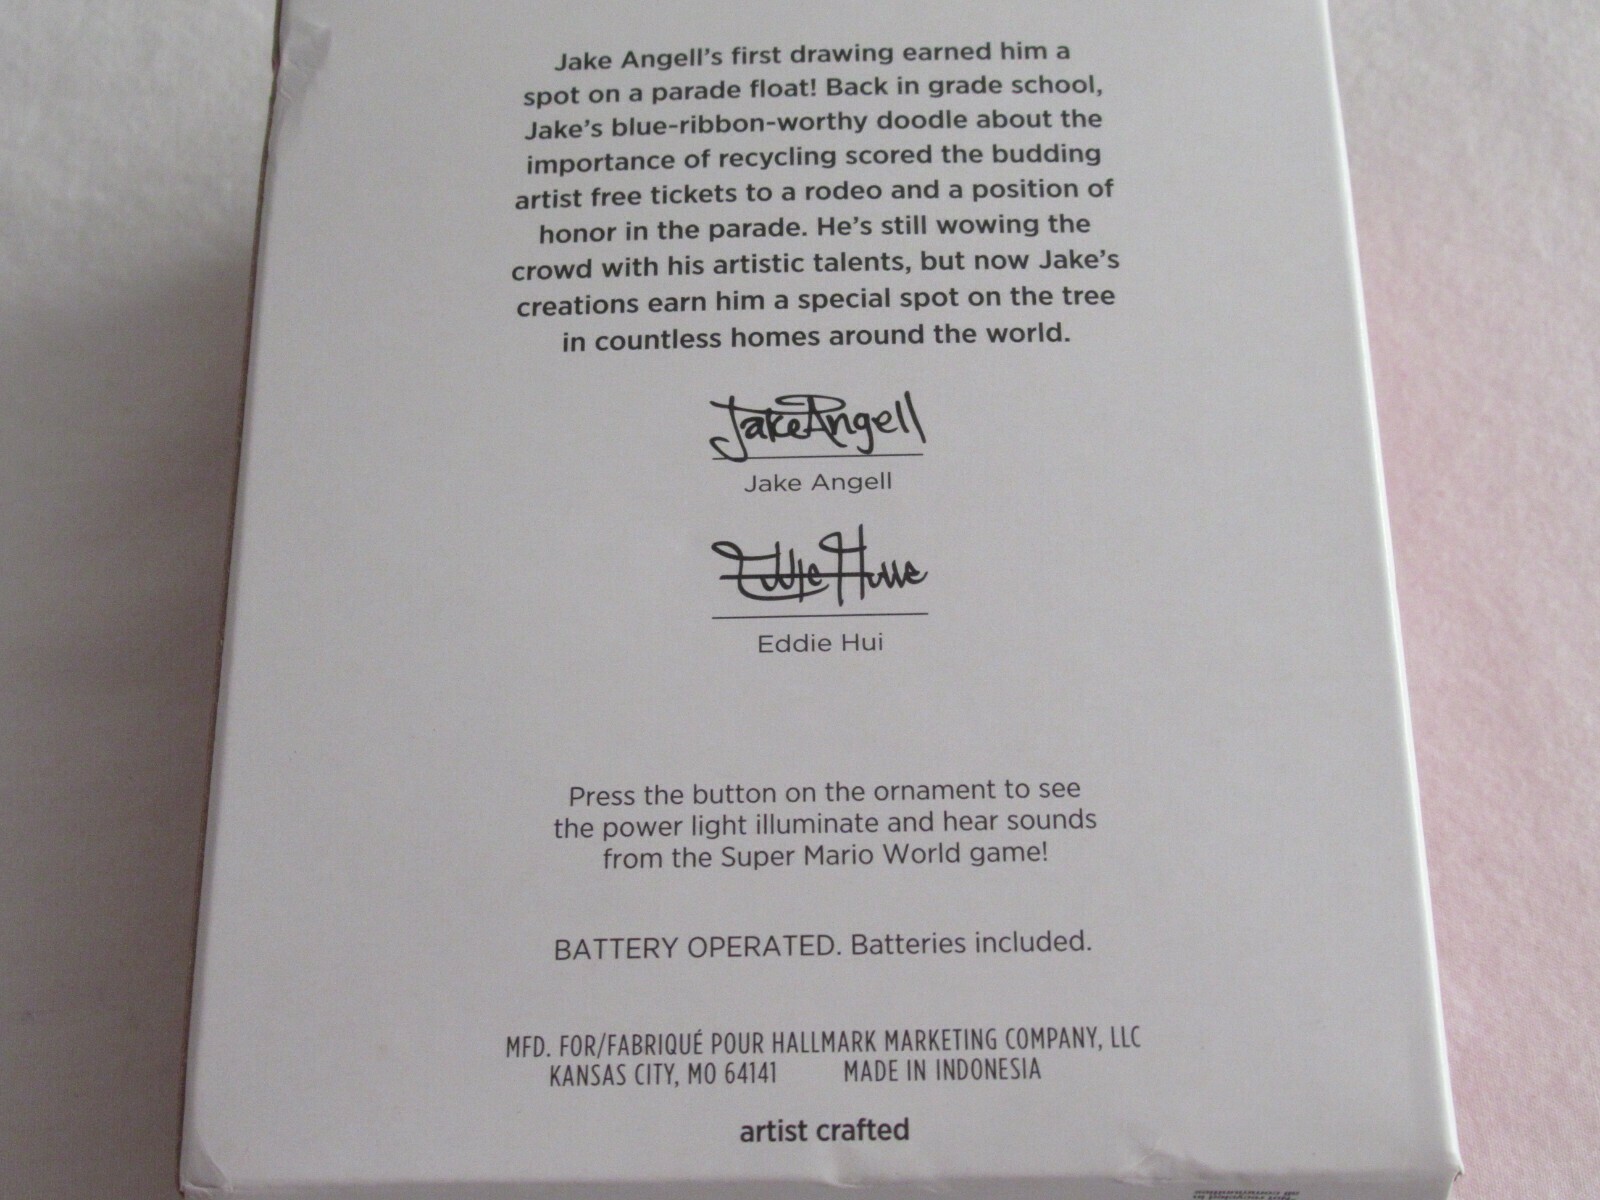 Jake Angell's first drawing earned him a
spot on a parade float! Back in grade school,
Jake's blue-ribbon-worthy doodle about the
importance of recycling scored the budding
artist free tickets to a rodeo and a position of
honor in the parade. He's still wowing the
crowd with his artistic talents, but now Jake's
creations earn him a special spot on the tree
in countless homes around the world.
Jake Angell
Jake Angell
Eddie Hui
Press the button on the ornament to see
the power light illuminate and hear sounds
from the Super Mario World game!
BATTERY OPERATED. Batteries included.
MFD. FOR/FABRIQUÉ POUR HALLMARK MARKETING COMPANY, LLC
KANSAS CITY, MO 64141 MADE IN INDONESIA
artist crafted